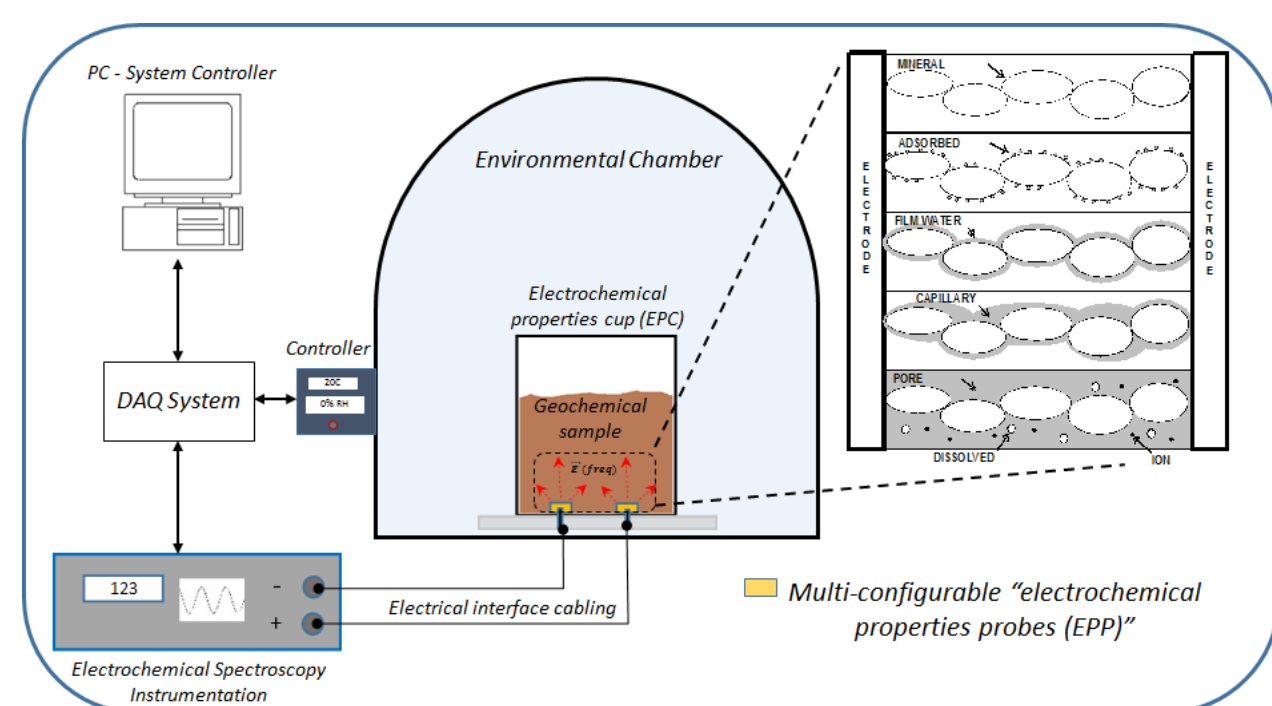 PC - System Controller
Environmental Chamber
Electrochemical
properties cup (EPC)
Controller
20C
0% RH
DAQ System
Geochemical
sample
E (freq)
123
-
+
Electrical interface cabling
Electrochemical Spectroscopy
Instrumentation
MINERAL
ADSORBED
FILM WATER
CAPILLARY
PORE
DISSOLVED
ION
ELECTRODE
ELECTRODE
Multi-configurable “electrochemical
properties probes (EPP)”